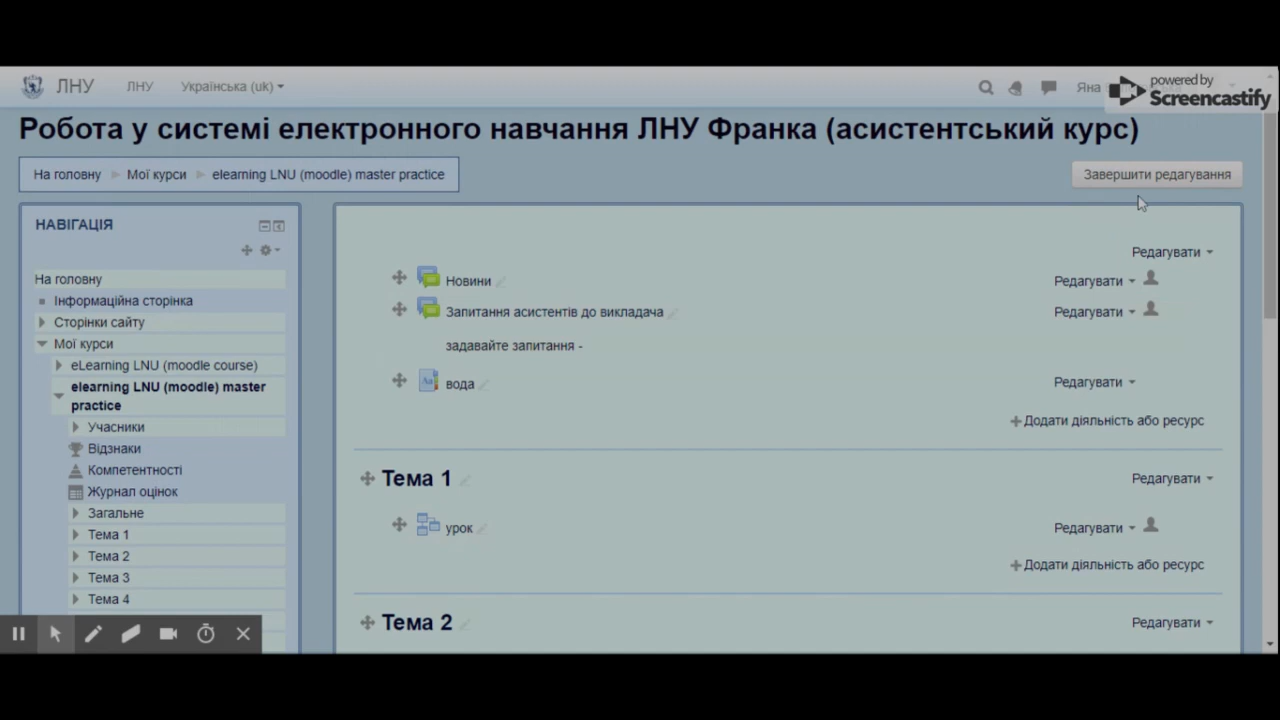 ЛНУ ЛНУ Українська (uk) Яна
powered by
Screencastify
Робота у системі електронного навчання ЛНУ Франка (асистентський курс)
На головну Мої курси elearning LNU (moodle) master practice
Завершити редагування
НАВІГАЦІЯ
На головну
Інформаційна сторінка
Сторінки сайту
Мої курси
eLearning LNU (moodle course)
elearning LNU (moodle) master
practice
Учасники
Відзнаки
Компетентності
Журнал оцінок
Загальне
Тема 1
Тема 2
Тема 3
Тема 4
Редагувати
Новини Редагувати
Запитання асистентів до викладача Редагувати
задавайте запитання -
вода Редагувати
Додати діяльність або ресурс
Тема 1 Редагувати
урок Редагувати
Додати діяльність або ресурс
Тема 2 Редагувати